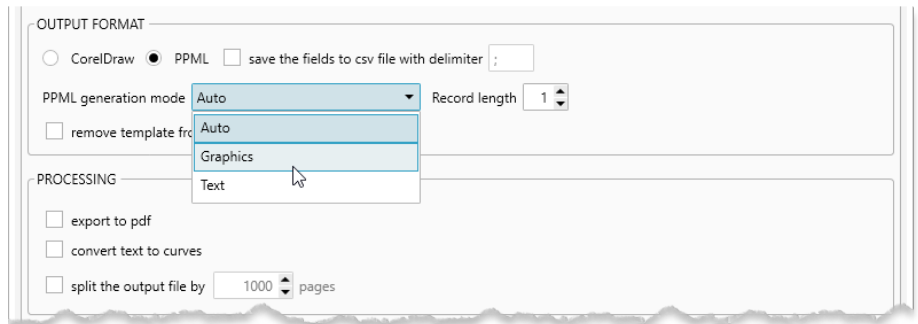 OUTPUT FORMAT
CorelDraw PPML save the fields to csv file with delimiter ;
PPML generation mode Auto Record length 1
remove template
Auto
Graphics
Text
PROCESSING
export to pdf
convert text to curves
split the output file by 1000 pages